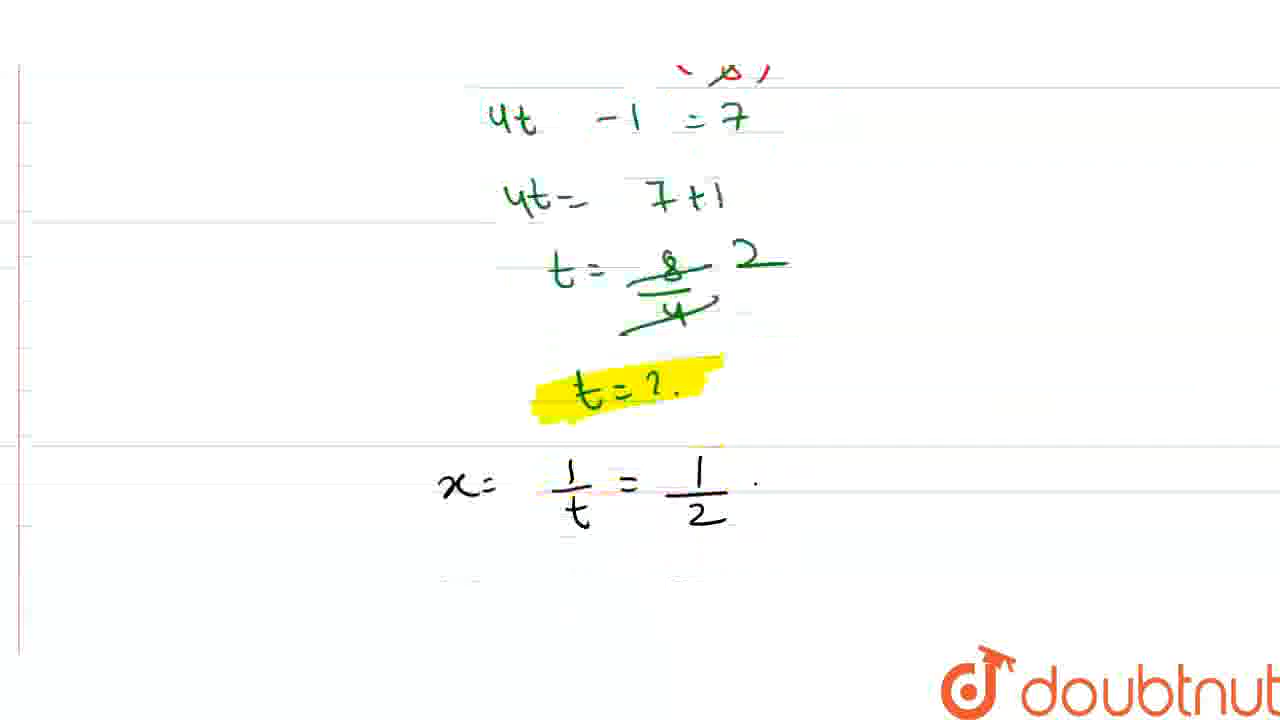 4t - 1 = 7
4t = 7 + 1
t = 8/4 2
t = 2.
x = 1/t = 1/2 .
doubtnut